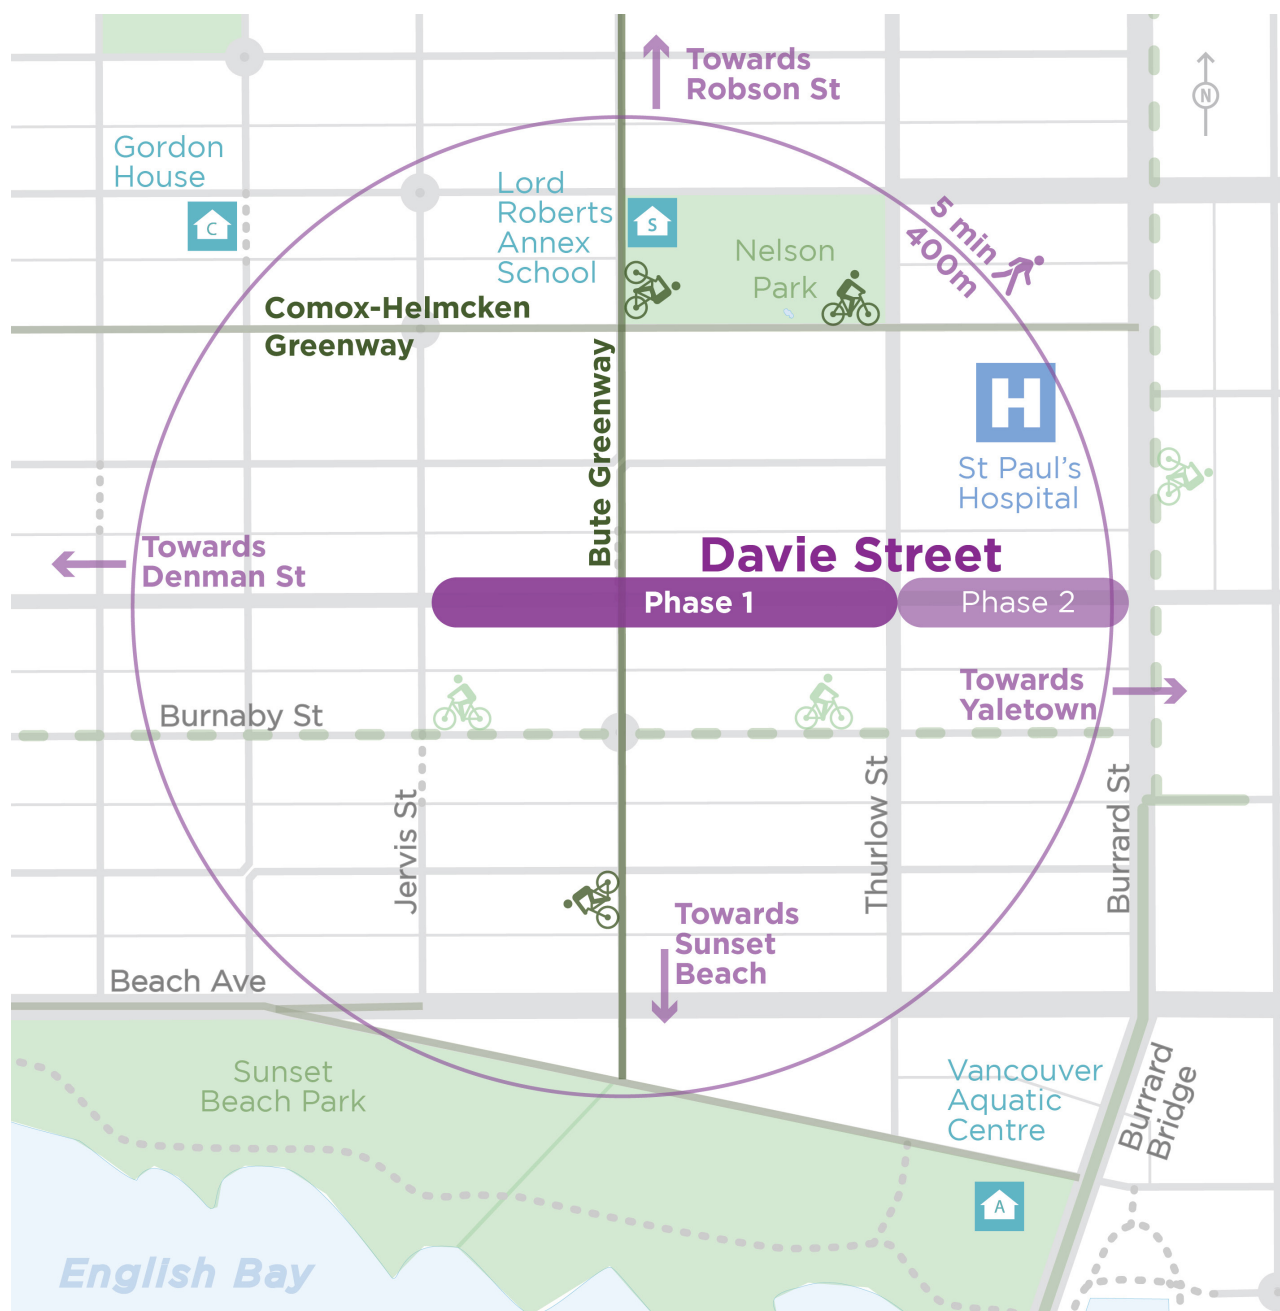 Towards
Robson St
N
Gordon
House
C
Lord
Roberts
Annex
School
S
Nelson
Park
5 min
400m
Comox-Helmcken
Greenway
Bute Greenway
H
St Paul's
Hospital
Towards
Denman St
Davie Street
Phase 1
Phase 2
Towards
Yaletown
Burnaby St
Jervis St
Thurlow St
Burrard St
Towards
Sunset
Beach
Beach Ave
Sunset
Beach Park
Vancouver
Aquatic
Centre
A
Burrard
Bridge
English Bay